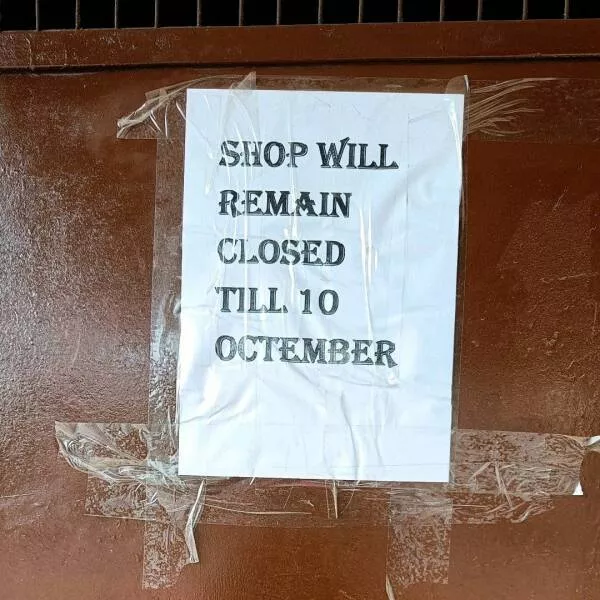 SHOP WILL
REMAIN
CLOSED
TILL 10
OCTEMBER